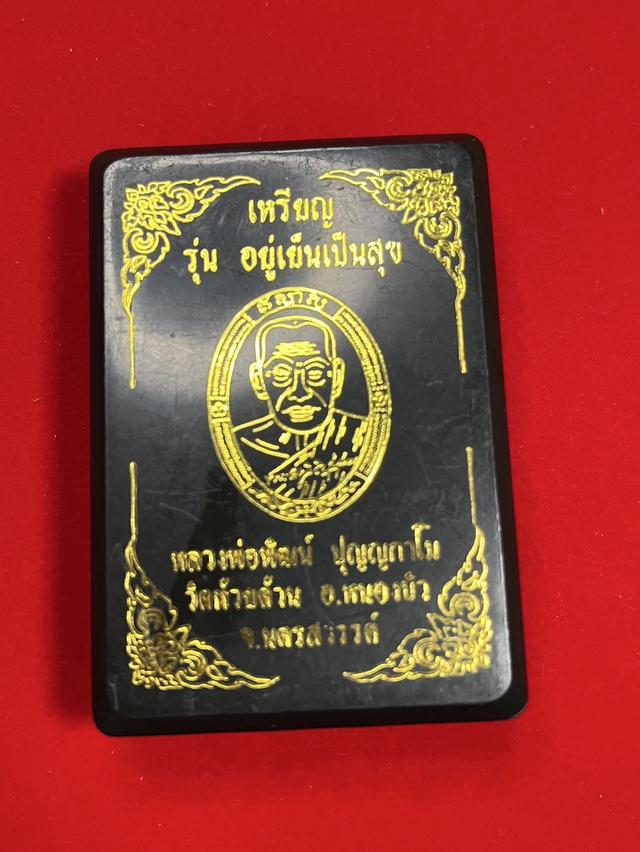 เหรียญ
รุ่น อยู่เย็นเป็นสุข
หลวงพ่อพัฒน์ ปุญญกาโม
วัดห้วยด้วน อ.หนองบัว
จ.นครสวรรค์